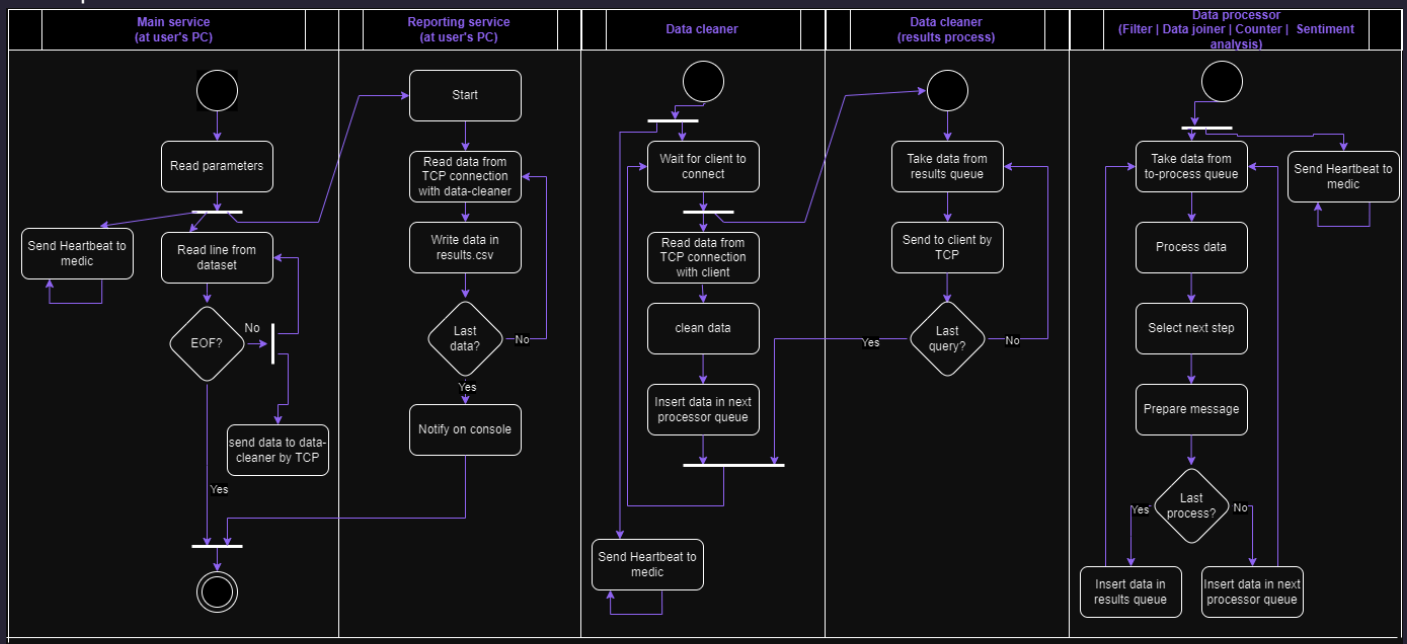 Main service
(at user's PC)
Reporting service
(at user's PC)
Data cleaner
Data cleaner
(results process)
Data processor
(Filter | Data joiner | Counter | Sentiment
analysis)
Read parameters
Send Heartbeat to
medic
Read line from
dataset
EOF?
No
send data to data-
cleaner by TCP
Yes
Start
Read data from
TCP connection
with data-cleaner
Write data in
results.csv
Last
data?
No
Yes
Notify on console
Wait for client to
connect
Read data from
TCP connection
with client
clean data
Insert data in next
processor queue
Send Heartbeat to
medic
Take data from
results queue
Send to client by
TCP
Last
query?
Yes
No
Take data from
to-process queue
Send Heartbeat to
medic
Process data
Select next step
Prepare message
Last
process?
Yes
No
Insert data in
results queue
Insert data in next
processor queue